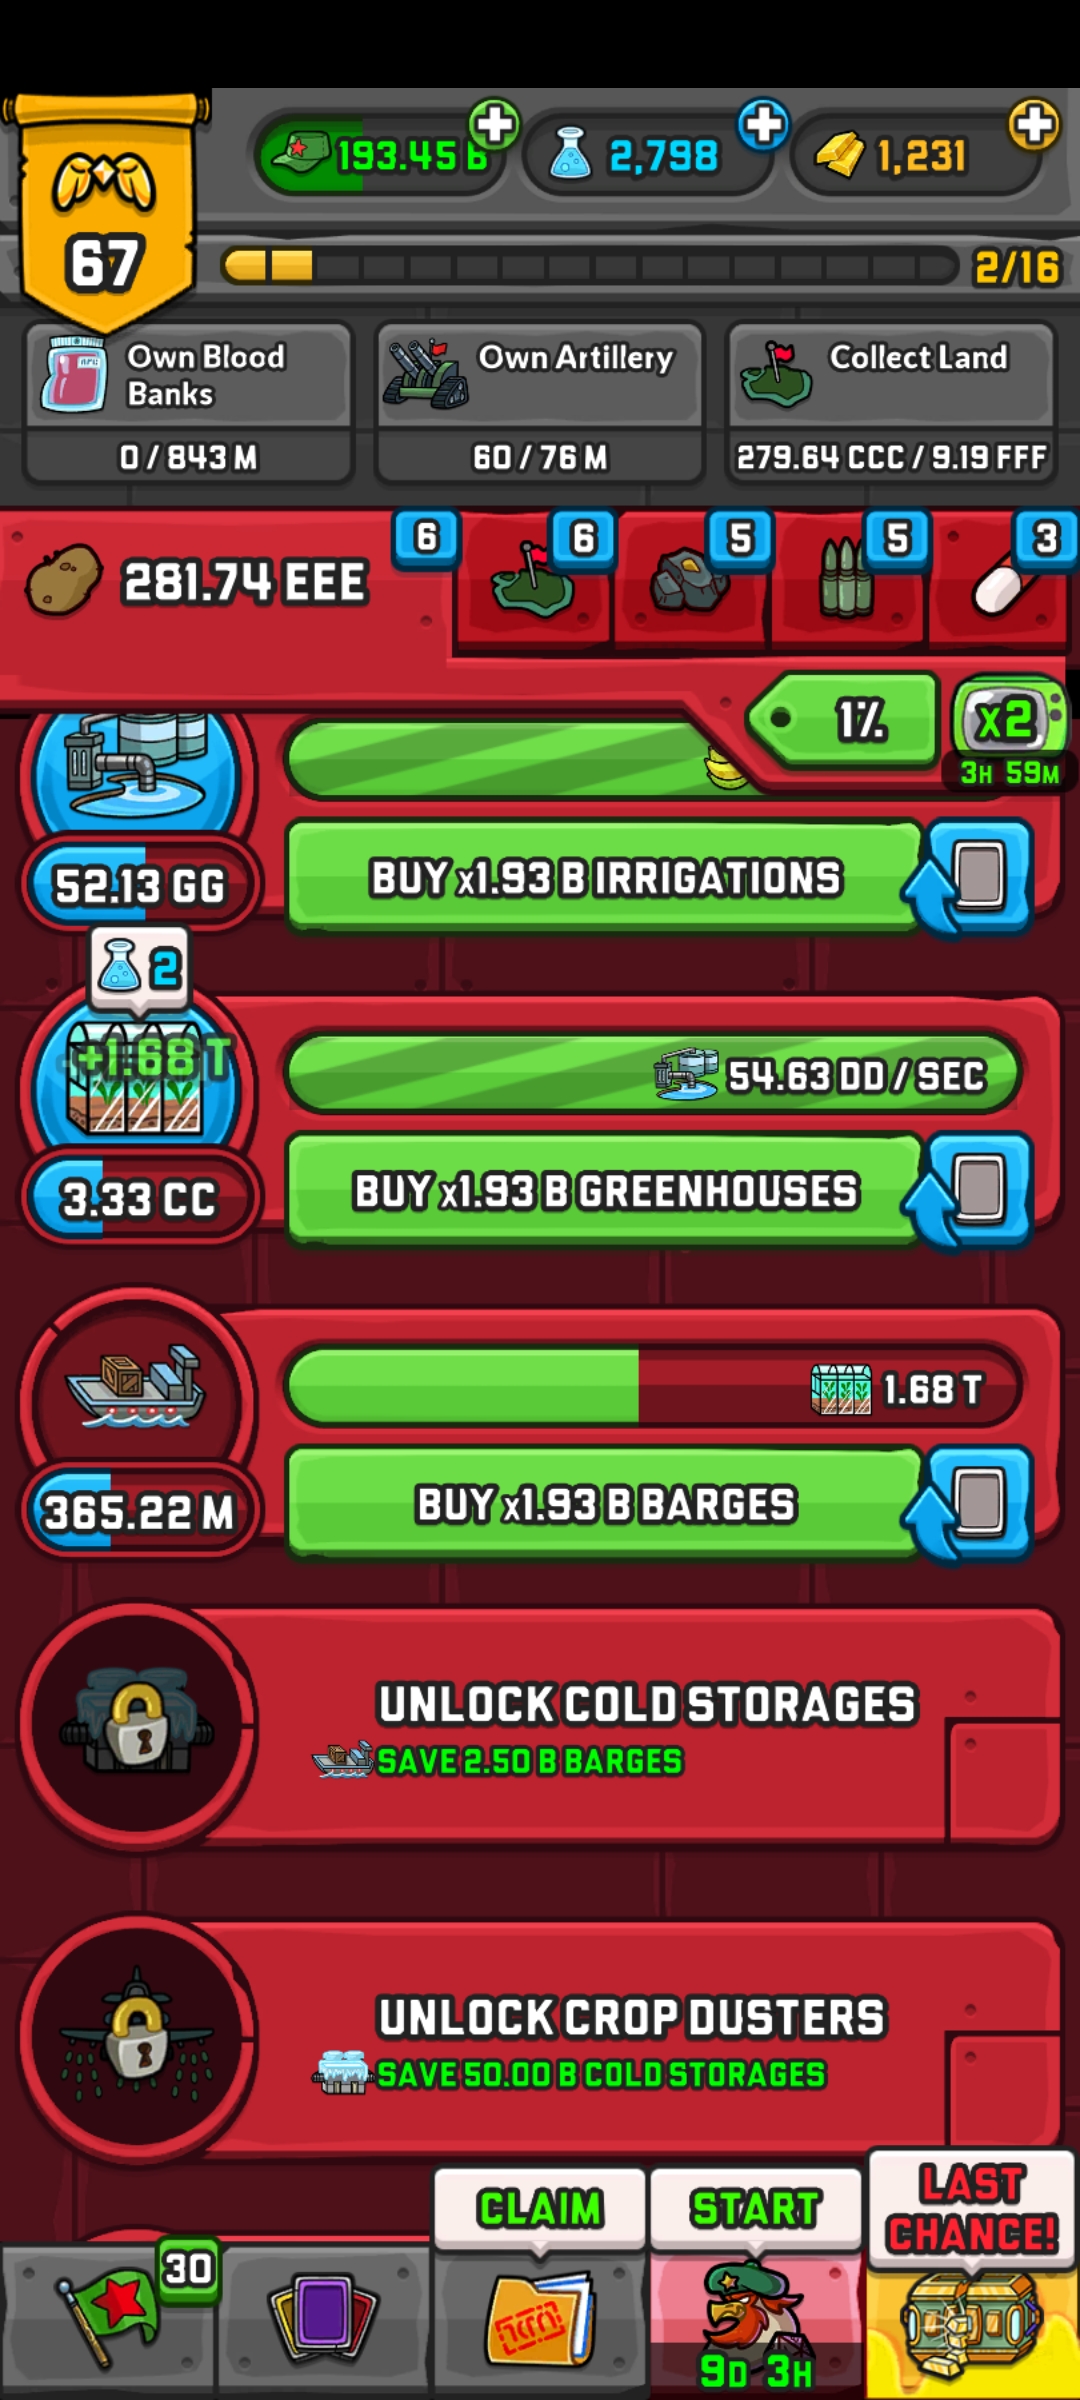 193.45 B
2,798
1,231
67
2/16
Own Blood
Banks
0 / 843 M
Own Artillery
60 / 76 M
Collect Land
279.64 CCC / 9.19 FFF
281.74 EEE
6
6
5
5
3
1%
x2
3H 59M
52.13 GG
BUY x1.93 B IRRIGATIONS
2
+1.68 T
54.63 DD / SEC
3.33 CC
BUY x1.93 B GREENHOUSES
1.68 T
365.22 M
BUY x1.93 B BARGES
UNLOCK COLD STORAGES
SAVE 2.50 B BARGES
UNLOCK CROP DUSTERS
SAVE 50.00 B COLD STORAGES
CLAIM
START
LAST
CHANCE!
30
9D 3H